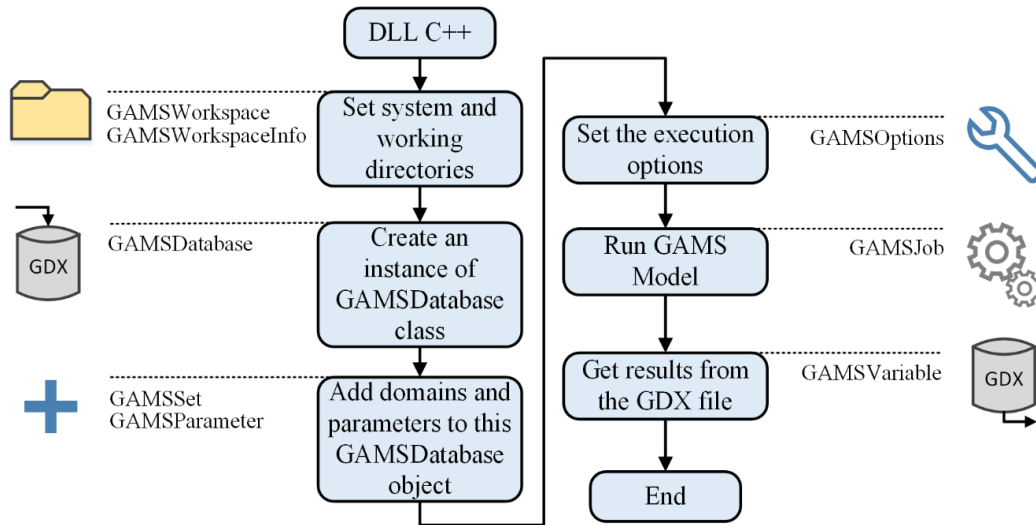 DLL C++
GAMSWorkspace
GAMSWorkspaceInfo
Set system and
working
directories
GDX
GAMSDatabase
Create an
instance of
GAMSDatabase
class
GAMSSet
GAMSParameter
Add domains and
parameters to this
GAMSDatabase
object
Set the execution
options
GAMSOptions
Run GAMS
Model
GAMSJob
Get results from
the GDX file
GAMSVariable
GDX
End